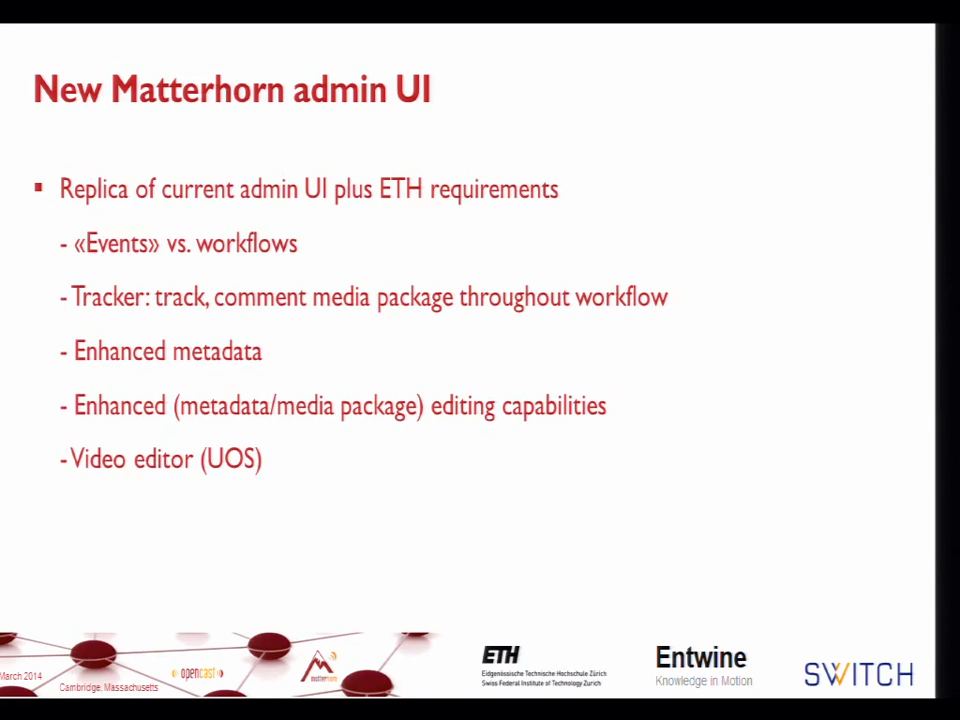 New Matterhorn admin UI
▪ Replica of current admin UI plus ETH requirements
- «Events» vs. workflows
- Tracker: track, comment media package throughout workflow
- Enhanced metadata
- Enhanced (metadata/media package) editing capabilities
- Video editor (UOS)
March 2014
Cambridge, Massachusetts
opencast
matterhorn
ETH
Eidgenössische Technische Hochschule Zürich
Swiss Federal Institute of Technology Zurich
Entwine
Knowledge in Motion
SWITCH